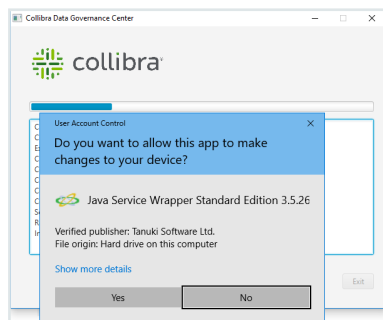 Collibra Data Governance Center
collibra
User Account Control
Do you want to allow this app to make
changes to your device?
Java Service Wrapper Standard Edition 3.5.26
Verified publisher: Tanuki Software Ltd.
File origin: Hard drive on this computer
Show more details
Yes
No
Exit